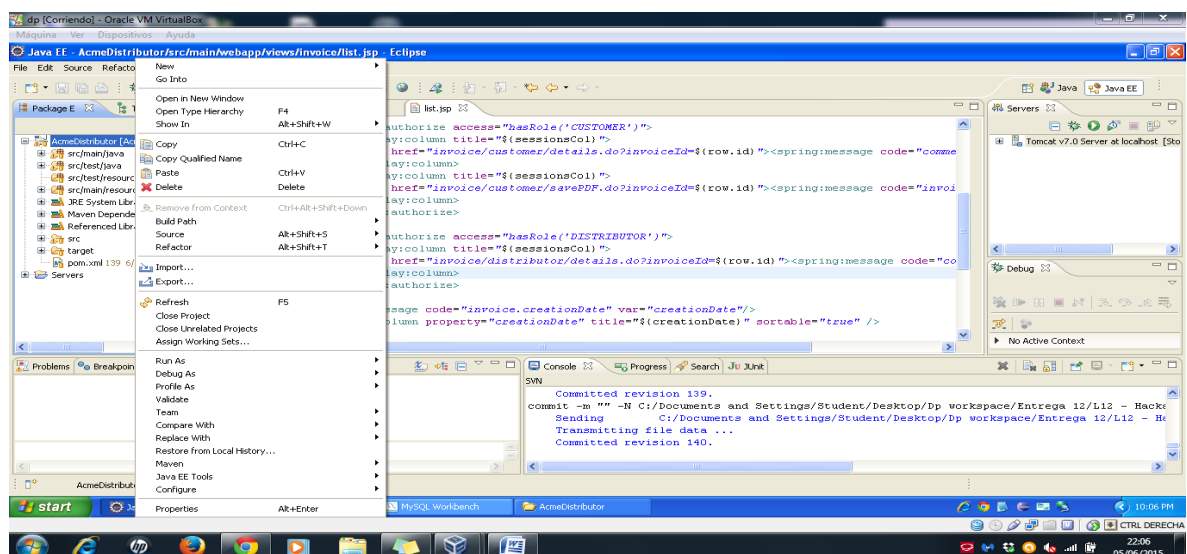 dp [Corriendo] - Oracle VM VirtualBox
Máquina Ver Dispositivos Ayuda
Java EE - AcmeDistributor/src/main/webapp/views/invoice/list.jsp - Eclipse
File Edit Source Refacto
Java Java EE
Package E
AcmeDistributor [Ac
src/main/java
src/test/java
src/test/resourc
src/main/resourc
JRE System Libr
Maven Depende
Referenced Libr
src
target
pom.xml 139 6/
Servers
New
Go Into
Open in New Window
Open Type Hierarchy F4
Show In Alt+Shift+W
Copy Ctrl+C
Copy Qualified Name
Paste Ctrl+V
Delete Delete
Remove from Context Ctrl+Alt+Shift+Down
Build Path
Source Alt+Shift+S
Refactor Alt+Shift+T
Import...
Export...
Refresh F5
Close Project
Close Unrelated Projects
Assign Working Sets...
Run As
Debug As
Profile As
Validate
Team
Compare With
Replace With
Restore from Local History...
Maven
Java EE Tools
Configure
Properties Alt+Enter
list.jsp
authorize access="hasRole('CUSTOMER')">
ay:column title="${sessionsCol}">
href="invoice/customer/details.do?invoiceId=${row.id}"><spring:message code="comme
lay:column>
ay:column title="${sessionsCol}">
href="invoice/customer/savePDF.do?invoiceId=${row.id}"><spring:message code="invoi
lay:column>
:authorize>
authorize access="hasRole('DISTRIBUTOR')">
ay:column title="${sessionsCol}">
href="invoice/distributor/details.do?invoiceId=${row.id}"><spring:message code="co
lay:column>
:authorize>
ssage code="invoice.creationDate" var="creationDate"/>
olumn property="creationDate" title="${creationDate}" sortable="true" />
Servers
Tomcat v7.0 Server at localhost [Sto
Debug
No Active Context
Problems Breakpoin
Console Progress Search JUnit
SVN
Committed revision 139.
commit -m "" -N C:/Documents and Settings/Student/Desktop/Dp workspace/Entrega 12/L12 - Hacke
Sending C:/Documents and Settings/Student/Desktop/Dp workspace/Entrega 12/L12 - Ha
Transmitting file data ...
Committed revision 140.
AcmeDistribut
start
MySQL Workbench
AcmeDistributor
10:06 PM
CTRL DERECHA
22:06
05/06/2015